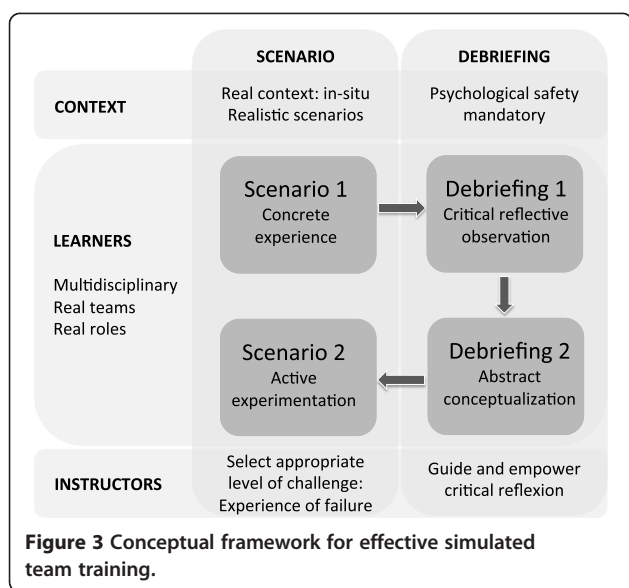 SCENARIO
DEBRIEFING
CONTEXT
Real context: in-situ
Realistic scenarios
Psychological safety
mandatory
LEARNERS
Multidisciplinary
Real teams
Real roles
Scenario 1
Concrete
experience
Debriefing 1
Critical reflective
observation
Scenario 2
Active
experimentation
Debriefing 2
Abstract
conceptualization
INSTRUCTORS
Select appropriate
level of challenge:
Experience of failure
Guide and empower
critical reflexion
Figure 3 Conceptual framework for effective simulated
team training.